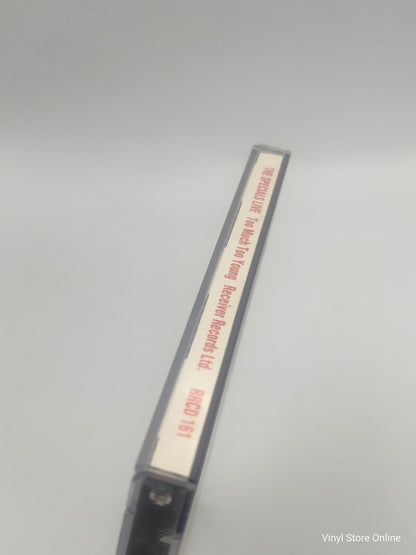 THE SPECIALS LIVE Too Much Too Young Receiver Records Ltd. RRCD 161
Vinyl Store Online